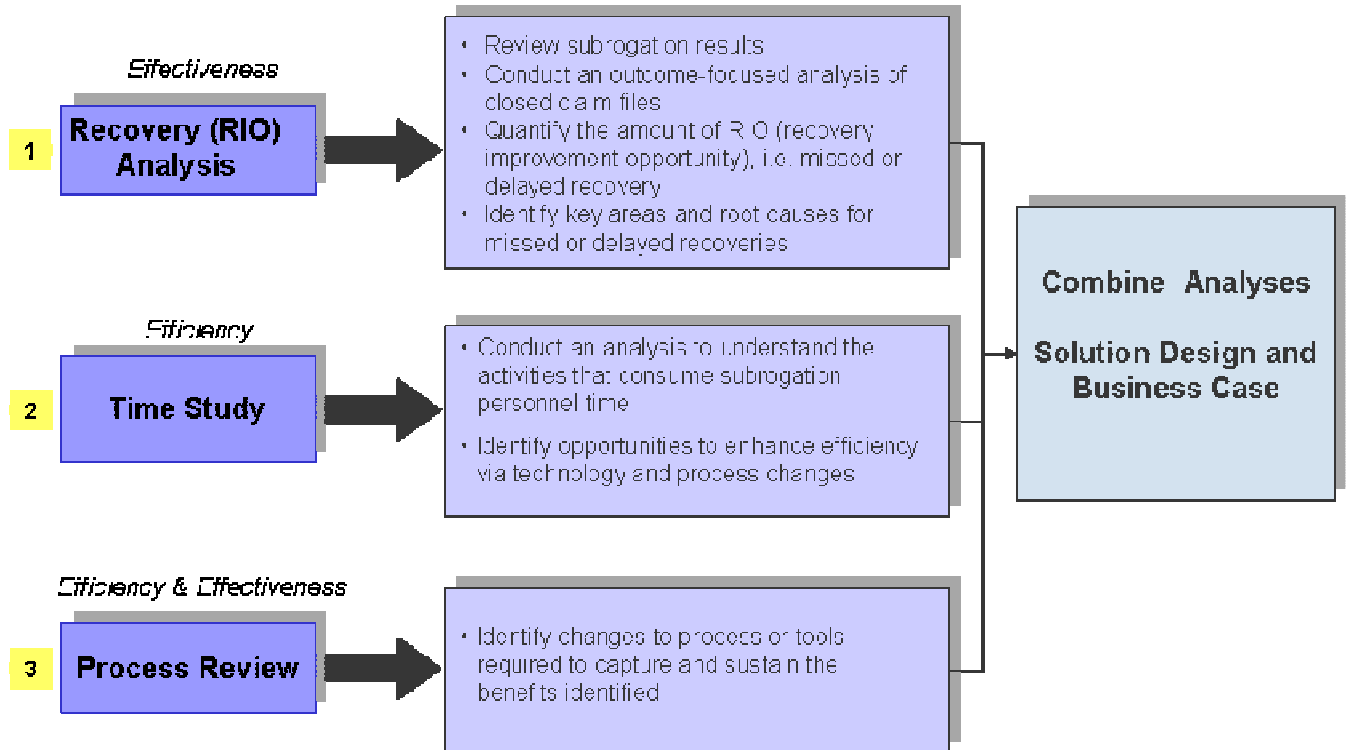 Effectiveness
1
Recovery (RIO)
Analysis
• Review subrogation results
• Conduct an outcome-focused analysis of
closed claim files
• Quantify the amount of RIO (recovery
improvement opportunity), i.e. missed or
delayed recovery
• Identify key areas and root causes for
missed or delayed recoveries
Efficiency
2
Time Study
• Conduct an analysis to understand the
activities that consume subrogation
personnel time
• Identify opportunities to enhance efficiency
via technology and process changes
Efficiency & Effectiveness
3
Process Review
• Identify changes to process or tools
required to capture and sustain the
benefits identified
Combine Analyses
Solution Design and
Business Case